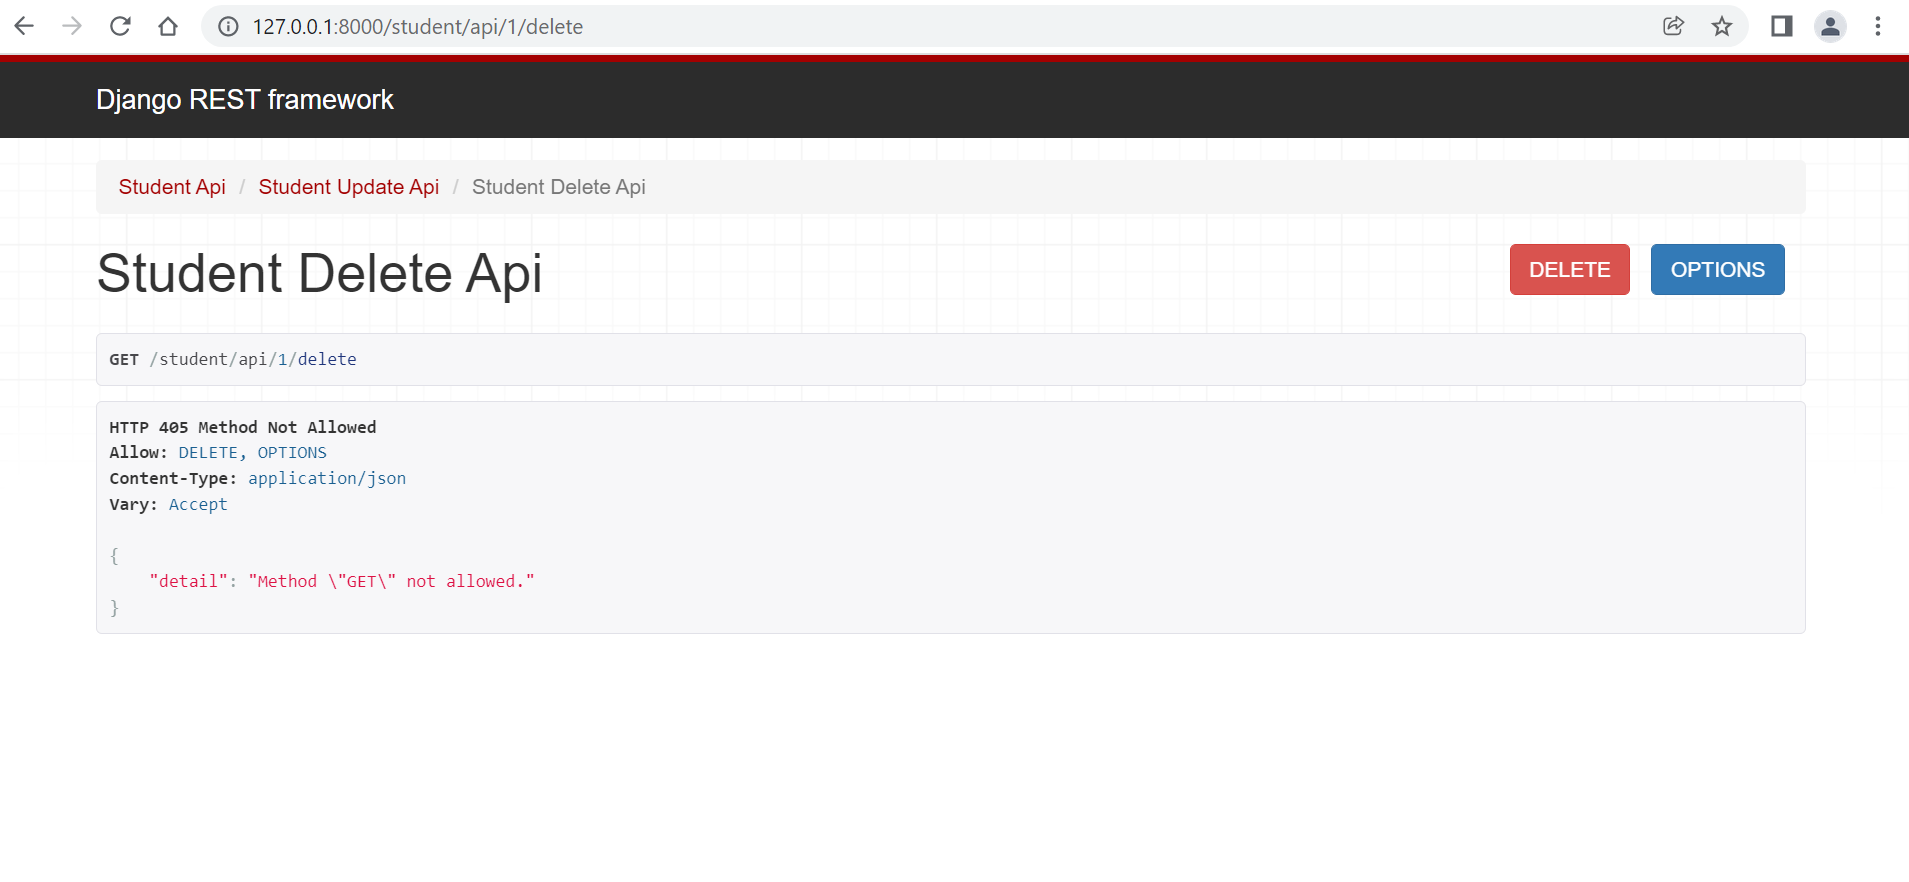 127.0.0.1:8000/student/api/1/delete
Django REST framework
Student Api / Student Update Api / Student Delete Api
Student Delete Api
DELETE OPTIONS
GET /student/api/1/delete
HTTP 405 Method Not Allowed
Allow: DELETE, OPTIONS
Content-Type: application/json
Vary: Accept
{
"detail": "Method \"GET\" not allowed."
}